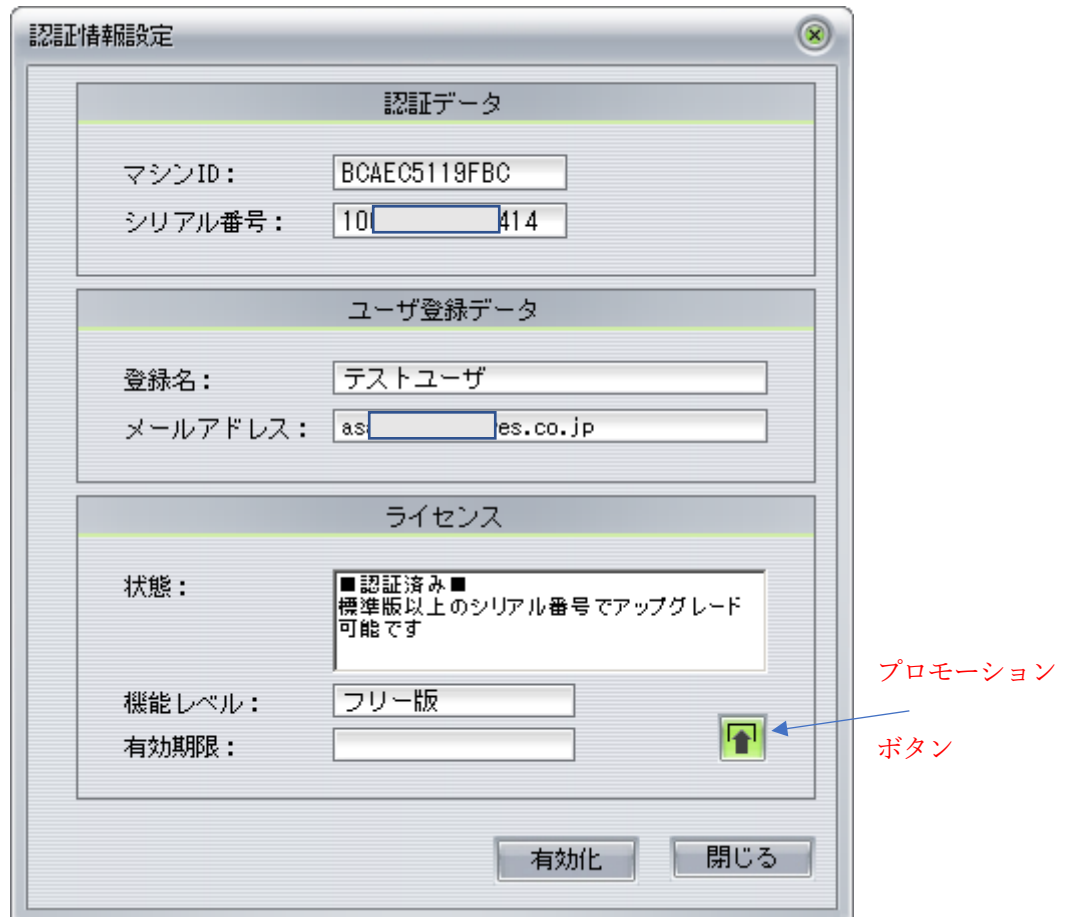 認証情報設定
認証データ
マシンID： BCAEC5119FBC
シリアル番号： 10 414
ユーザ登録データ
登録名： テストユーザ
メールアドレス： as es.co.jp
ライセンス
状態： ■認証済み■
標準版以上のシリアル番号でアップグレード
可能です
プロモーション
機能レベル： フリー版
有効期限：
ボタン
有効化 閉じる